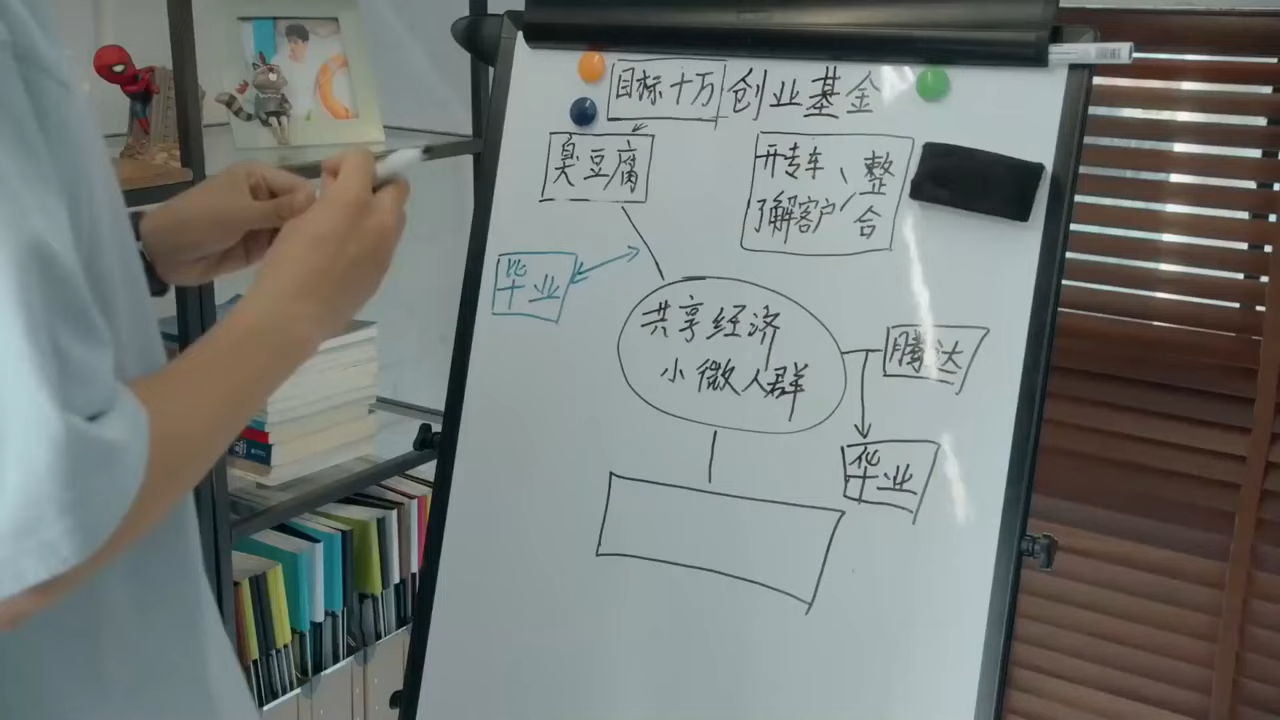 目标十万 创业基金
臭豆腐
开专车
了解客户
整合
毕业
共享经济
小微人群
腾达
华业